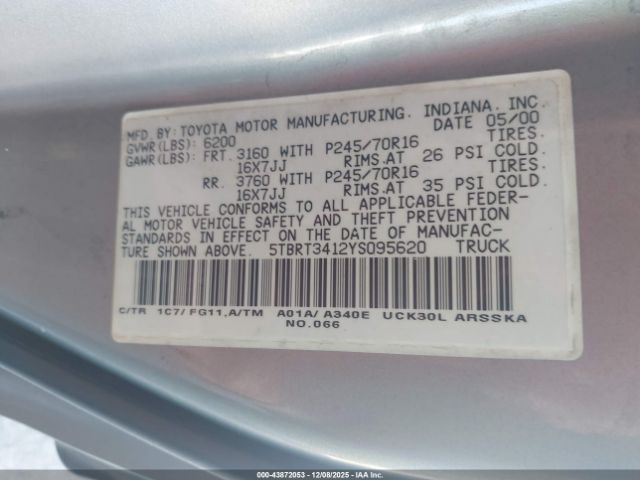 MFD. BY: TOYOTA MOTOR MANUFACTURING. INDIANA. INC.
GVWR(LBS): 6200 DATE 05/00
GAWR(LBS): FRT. 3160 WITH P245/70R16 TIRES.
16X7JJ RIMS.AT 26 PSI COLD.
RR. 3760 WITH P245/70R16 TIRES.
16X7JJ RIMS.AT 35 PSI COLD.
THIS VEHICLE CONFORMS TO ALL APPLICABLE FEDER-
AL MOTOR VEHICLE SAFETY AND THEFT PREVENTION
STANDARDS IN EFFECT ON THE DATE OF MANUFAC-
TURE SHOWN ABOVE. 5TBRT3412YS095620 TRUCK
C/TR 1C7/ FG11,A/TM A01A/ A340E UCK30L ARSSKA
NO.066
000-43872053 - 12/08/2025 - IAAI.COM